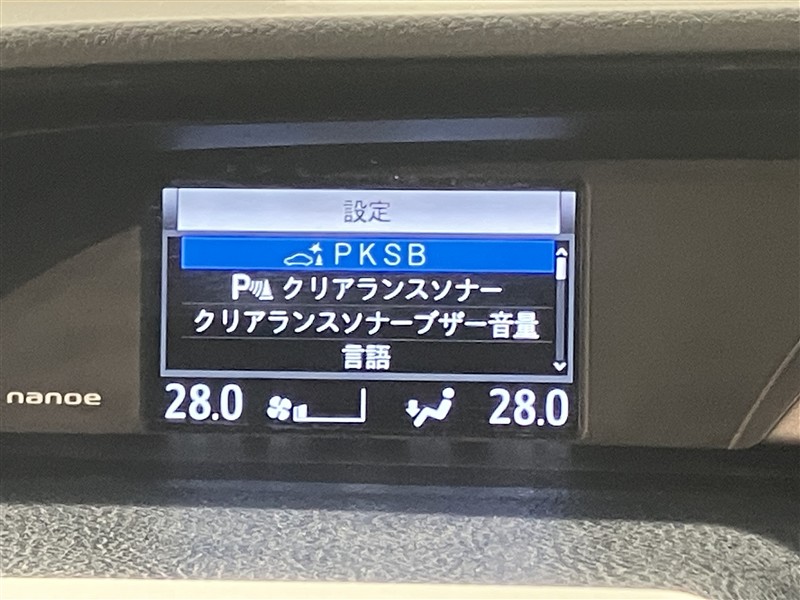 設定
PKSB
P クリアランスソナー
クリアランスソナーブザー音量
言語
nanoe
28.0 28.0